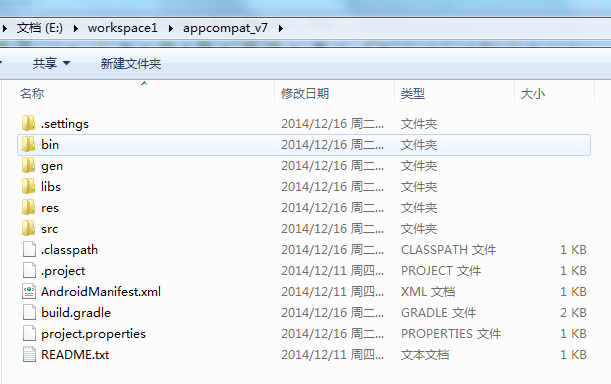 文档 (E:) workspace1 appcompat_v7
共享 新建文件夹
名称 修改日期 类型 大小
.settings 2014/12/16 周二... 文件夹
bin 2014/12/16 周二... 文件夹
gen 2014/12/16 周二... 文件夹
libs 2014/12/16 周二... 文件夹
res 2014/12/16 周二... 文件夹
src 2014/12/16 周二... 文件夹
.classpath 2014/12/16 周二... CLASSPATH 文件 1 KB
.project 2014/12/11 周四... PROJECT 文件 1 KB
AndroidManifest.xml 2014/12/11 周四... XML 文档 1 KB
build.gradle 2014/12/16 周二... GRADLE 文件 2 KB
project.properties 2014/12/16 周二... PROPERTIES 文件 1 KB
README.txt 2014/12/11 周四... 文本文档 1 KB